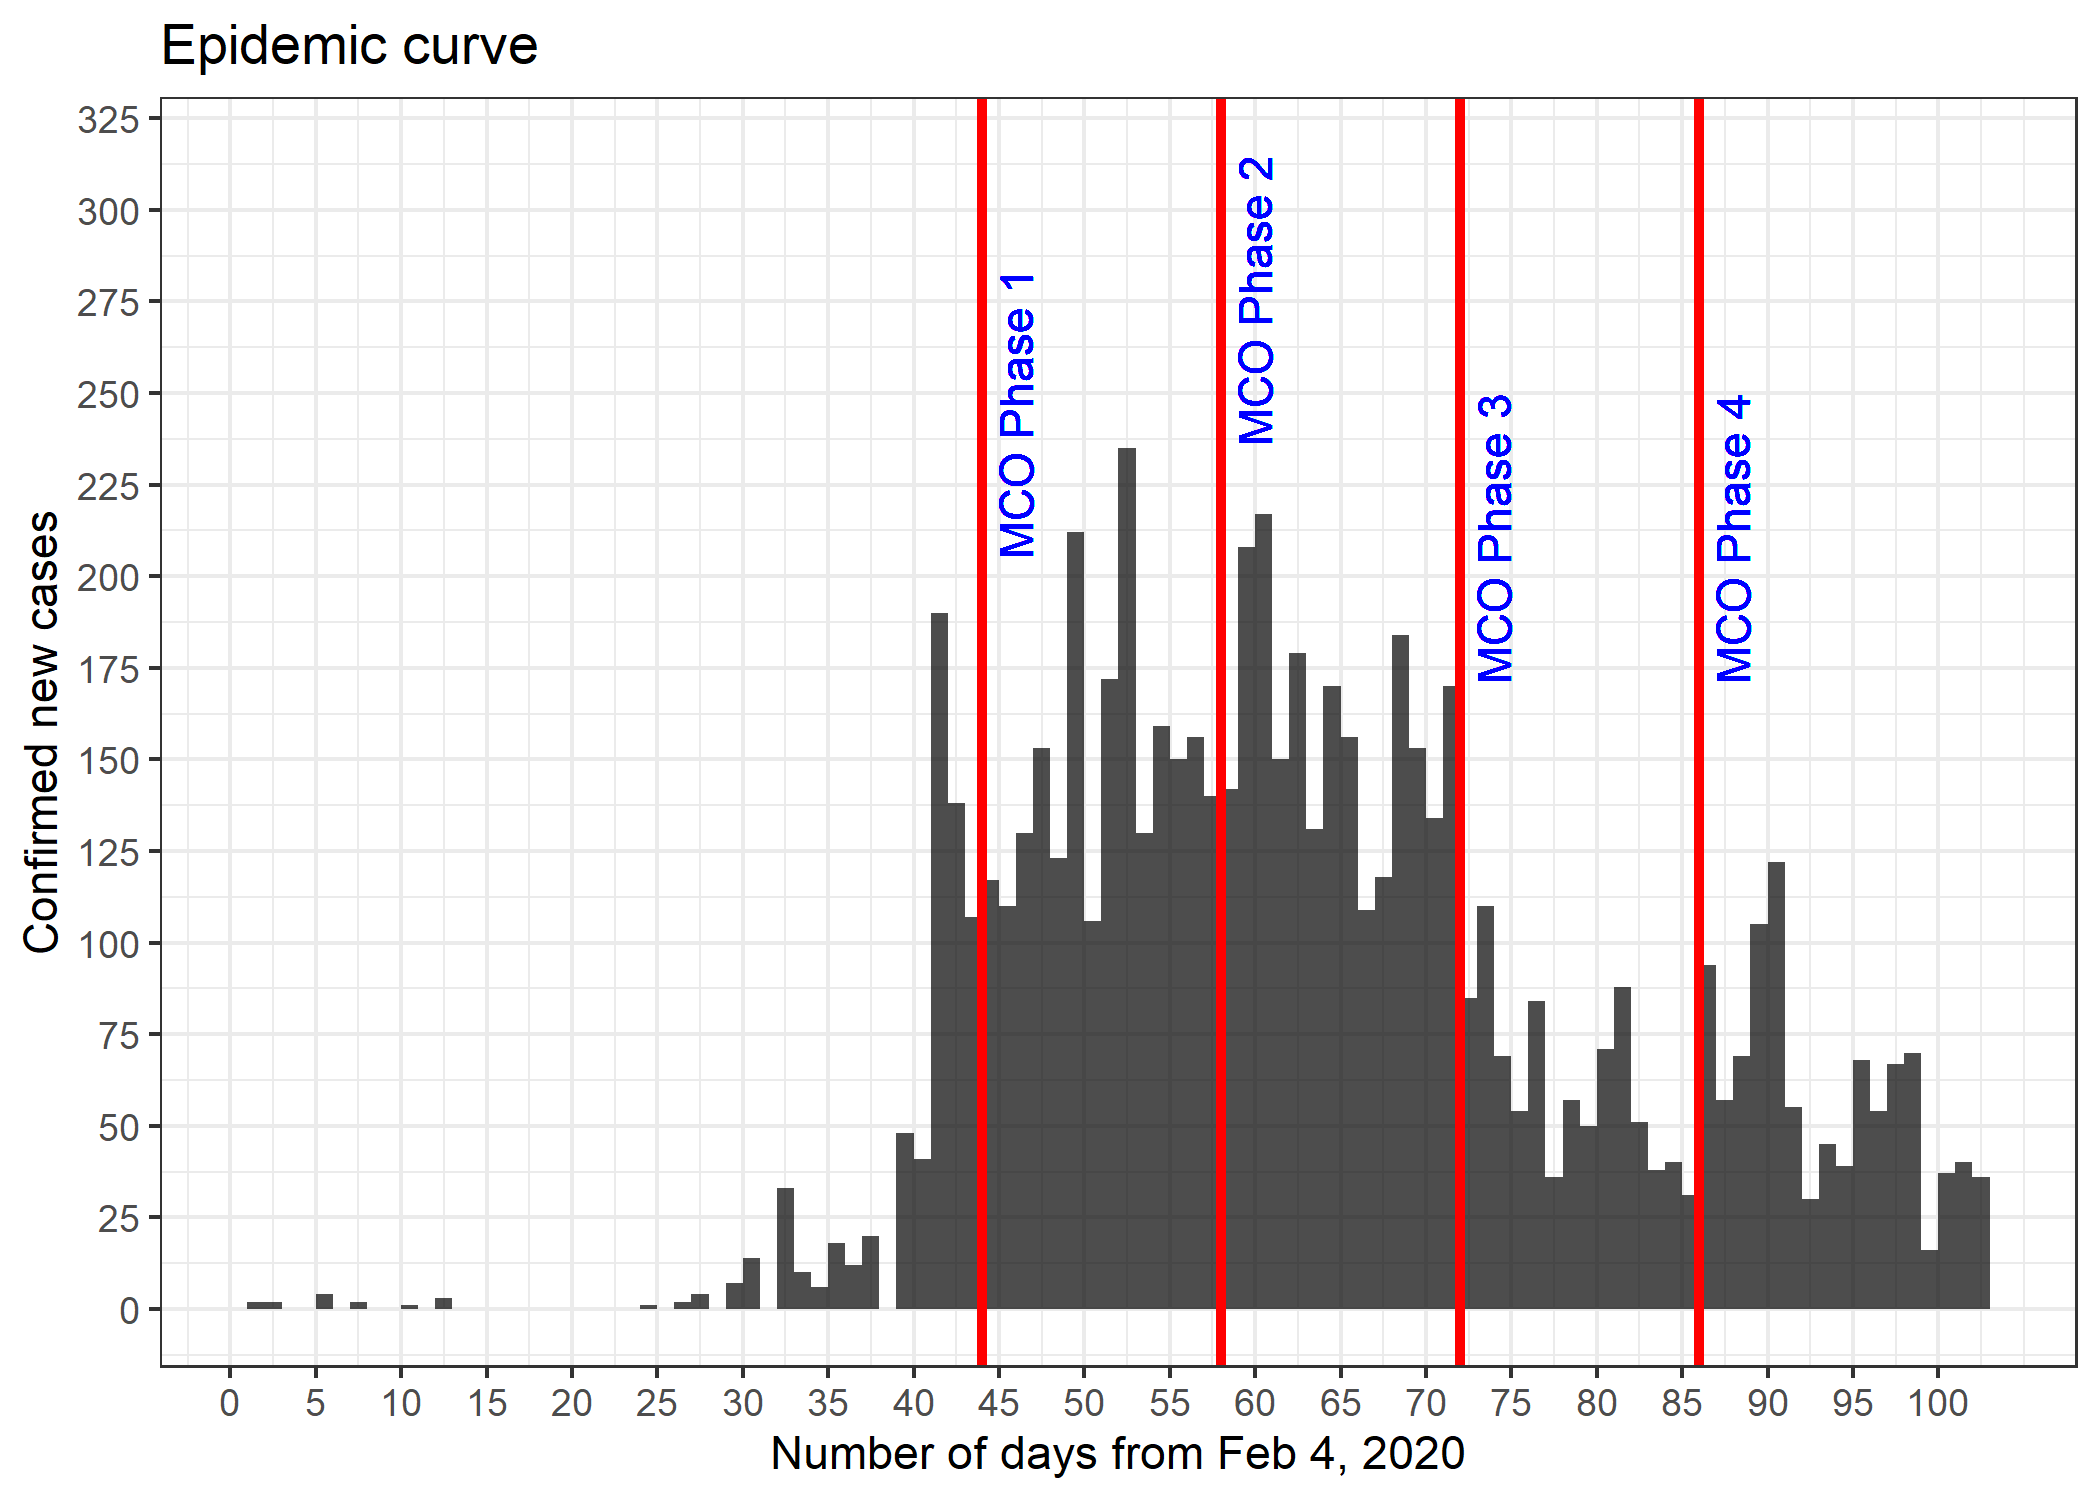 Epidemic curve
Confirmed new cases
325
300
275
250
225
200
175
150
125
100
75
50
25
0
MCO Phase 1
MCO Phase 2
MCO Phase 3
MCO Phase 4
0 5 10 15 20 25 30 35 40 45 50 55 60 65 70 75 80 85 90 95 100
Number of days from Feb 4, 2020